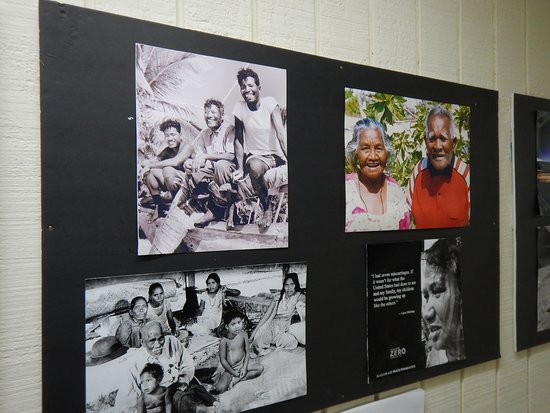 "I had seven miscarriages. If
it wasn't for what the
United States had done to me
and my family, my children
would be growing up
like the others."
ZERO